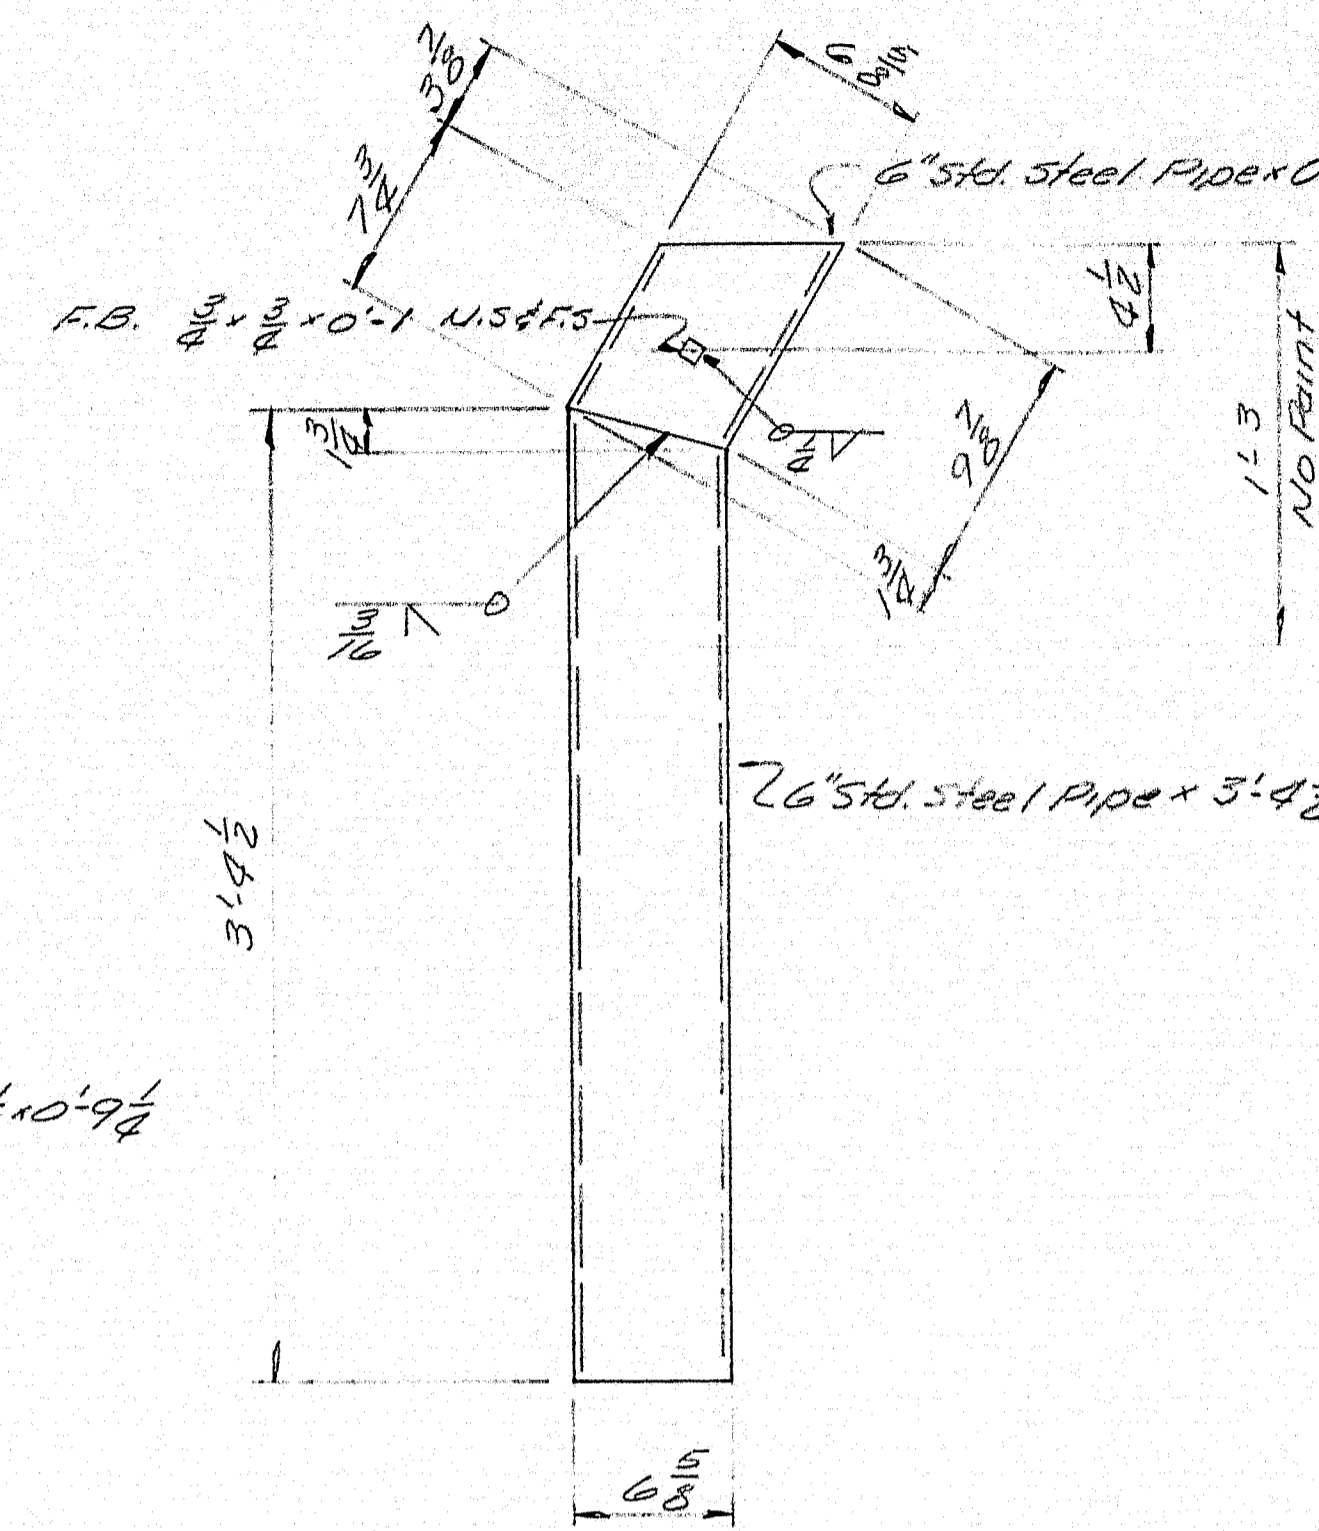 3 7/8
7 3/4
6 5/8
6" Std. Steel Pipe x 0
4 1/2
F.B. 3/4 x 3/4 x 0'-1 N.S & F.S
1 3/4
1/4
9 7/8
1'-3
No Paint
1 3/4
3/16
6" Std. Steel Pipe x 3'-4
3'-4 1/2
x 0'-9 1/4
6 5/8